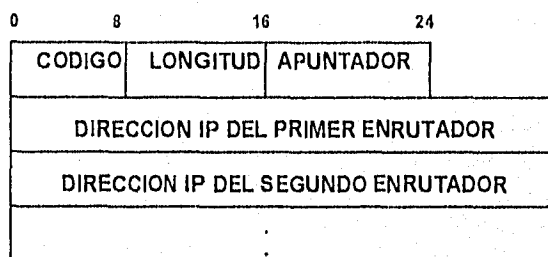 0 8 16 24
CODIGO LONGITUD APUNTADOR
DIRECCION IP DEL PRIMER ENRUTADOR
DIRECCION IP DEL SEGUNDO ENRUTADOR